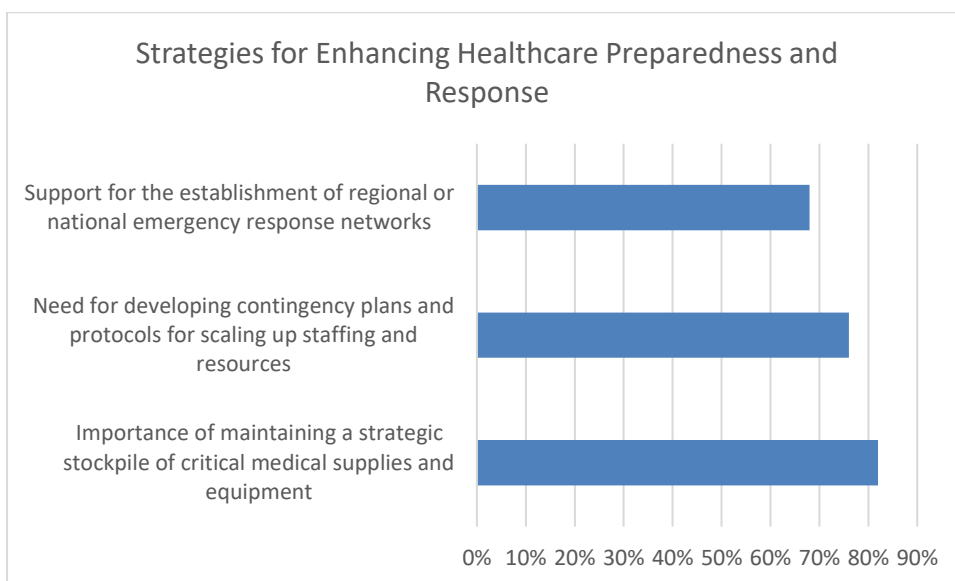 Strategies for Enhancing Healthcare Preparedness and
Response
Support for the establishment of regional or
national emergency response networks
Need for developing contingency plans and
protocols for scaling up staffing and
resources
Importance of maintaining a strategic
stockpile of critical medical supplies and
equipment
0% 10% 20% 30% 40% 50% 60% 70% 80% 90%